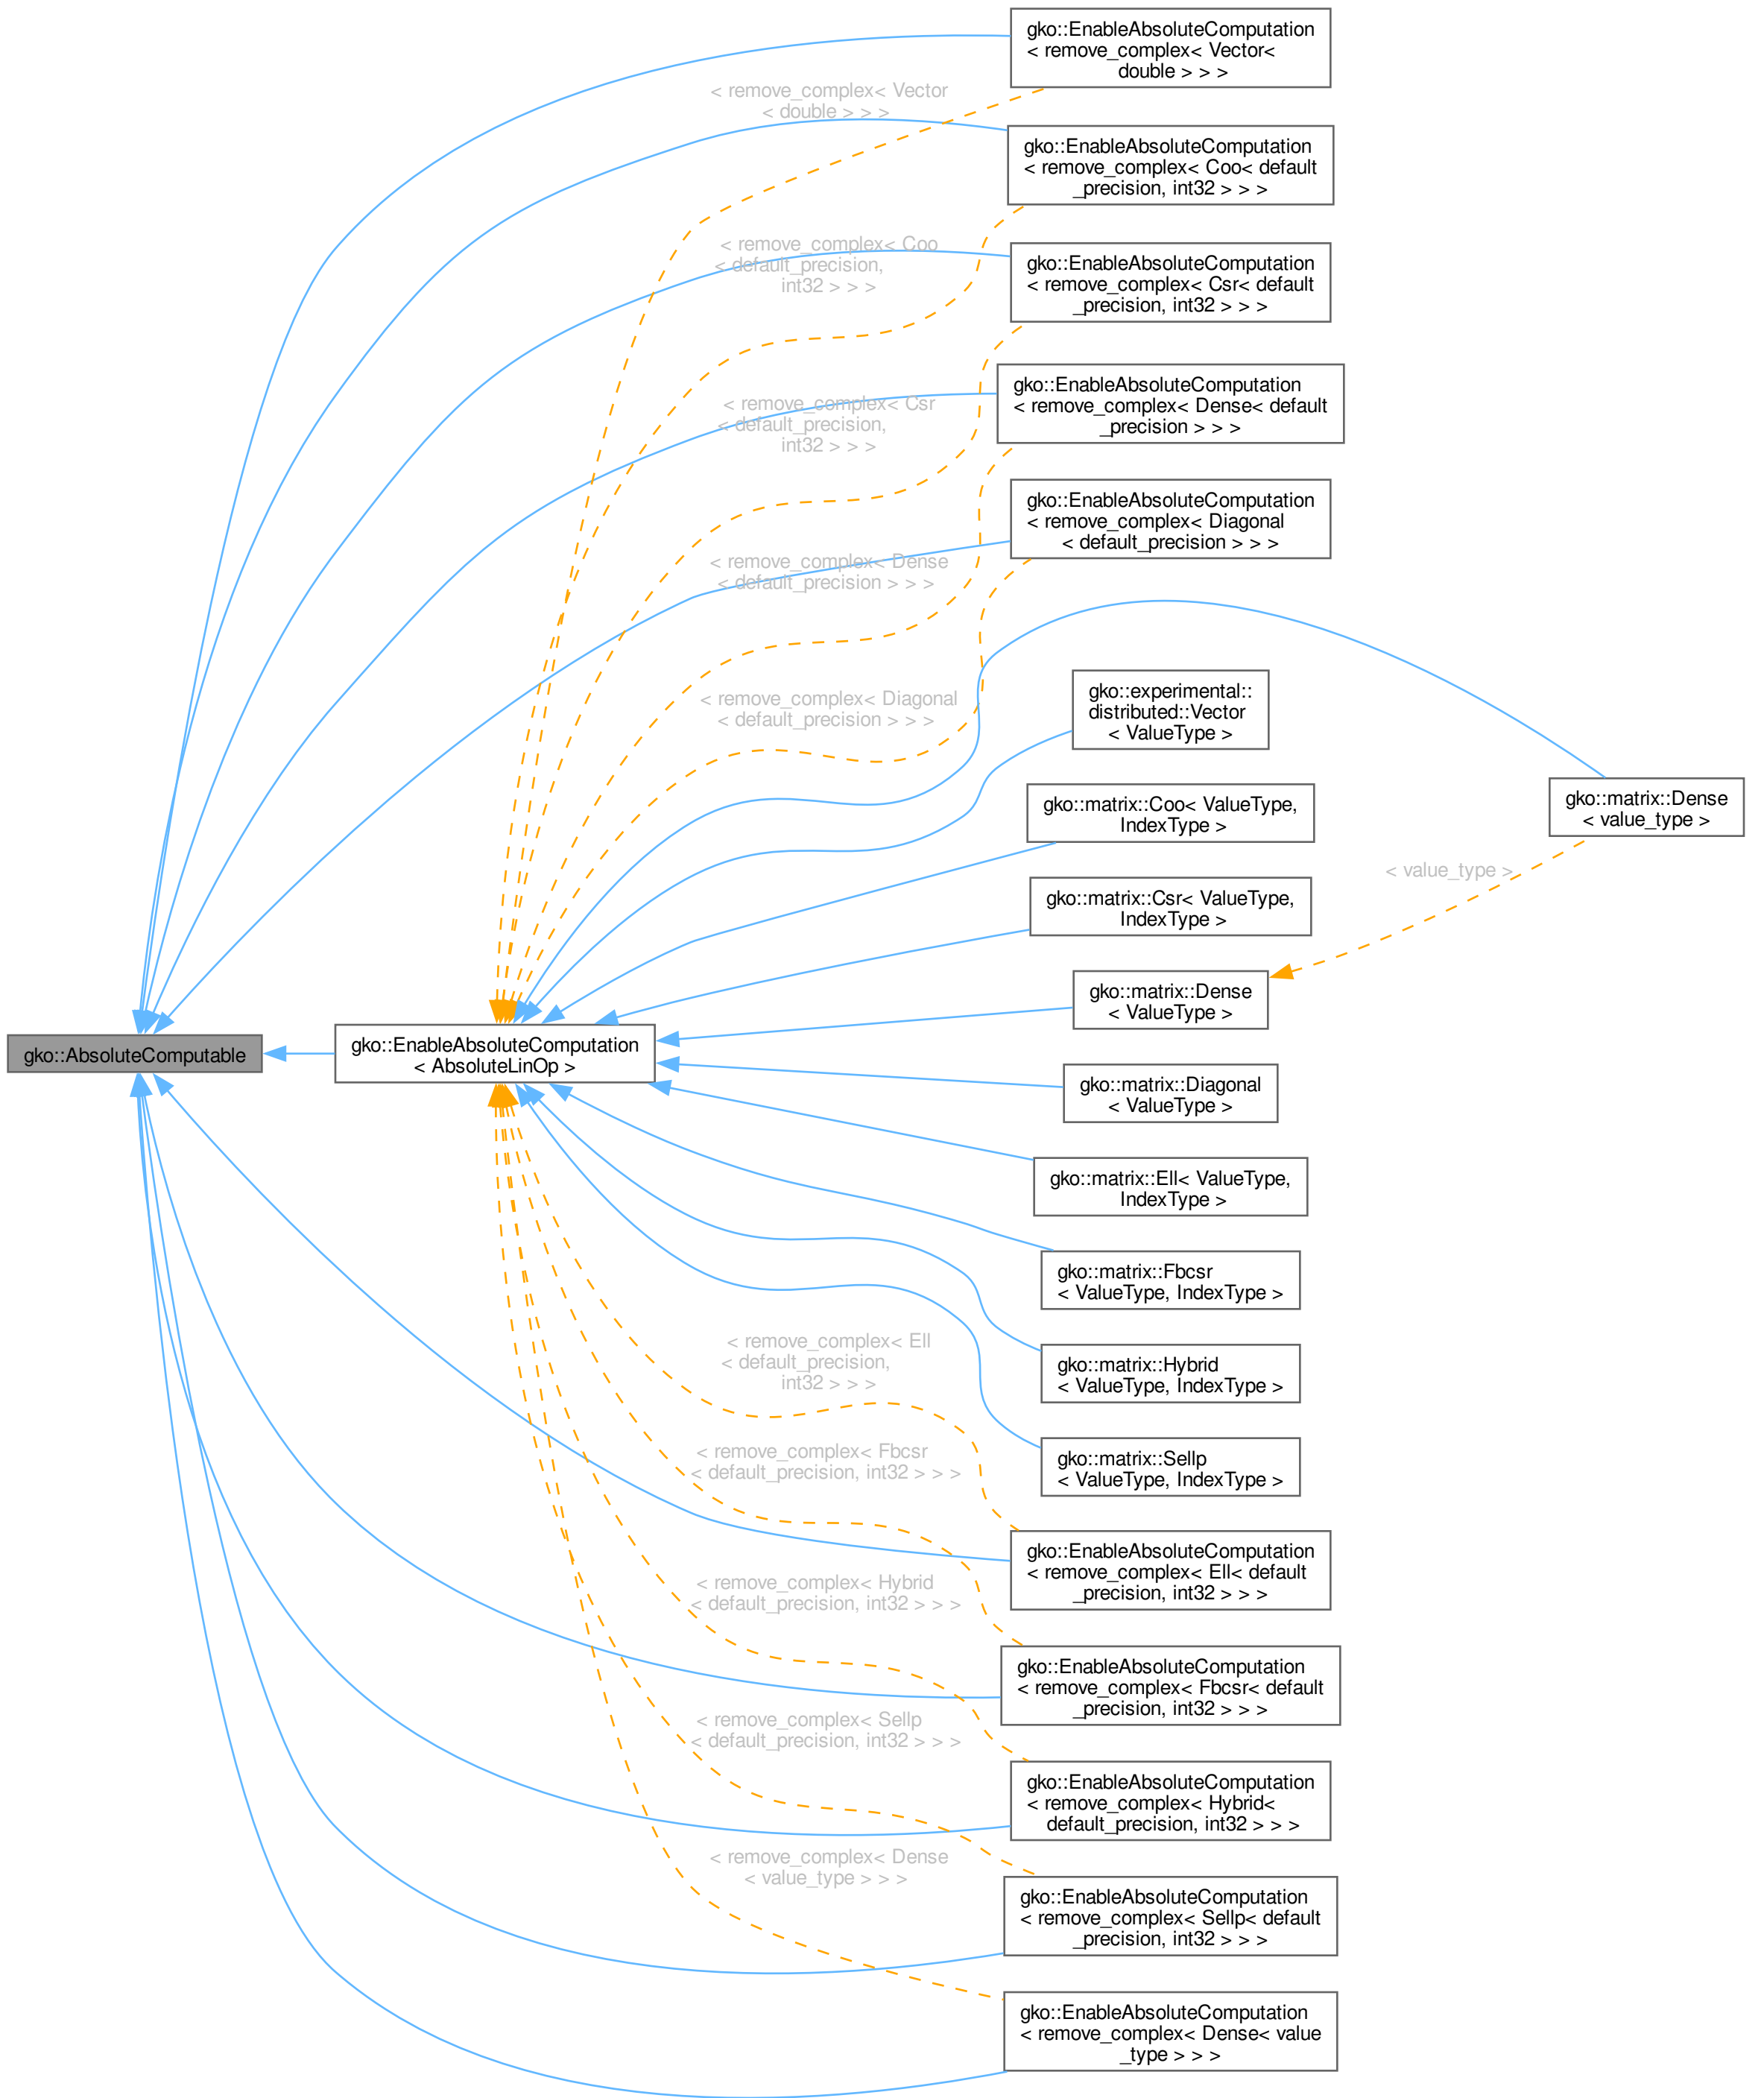 gko::EnableAbsoluteComputation
< remove_complex< Vector<
double > > >
< remove_complex< Vector
< double > > >
gko::EnableAbsoluteComputation
< remove_complex< Coo< default
_precision, int32 > > >
< remove_complex< Coo
< default_precision,
int32 > > >
gko::EnableAbsoluteComputation
< remove_complex< Csr< default
_precision, int32 > > >
< remove_complex< Csr
< default_precision,
int32 > > >
gko::EnableAbsoluteComputation
< remove_complex< Dense< default
_precision > > >
gko::EnableAbsoluteComputation
< remove_complex< Diagonal
< default_precision > > >
< remove_complex< Dense
< default_precision > > >
< remove_complex< Diagonal
< default_precision > > >
gko::experimental::
distributed::Vector
< ValueType >
gko::matrix::Coo< ValueType,
IndexType >
gko::matrix::Dense
< value_type >
< value_type >
gko::matrix::Csr< ValueType,
IndexType >
gko::matrix::Dense
< ValueType >
gko::AbsoluteComputable
gko::EnableAbsoluteComputation
< AbsoluteLinOp >
gko::matrix::Diagonal
< ValueType >
gko::matrix::Ell< ValueType,
IndexType >
gko::matrix::Fbcsr
< ValueType, IndexType >
gko::matrix::Hybrid
< ValueType, IndexType >
< remove_complex< Ell
< default_precision,
int32 > > >
gko::matrix::Sellp
< ValueType, IndexType >
< remove_complex< Fbcsr
< default_precision, int32 > > >
gko::EnableAbsoluteComputation
< remove_complex< Ell< default
_precision, int32 > > >
< remove_complex< Hybrid
< default_precision, int32 > > >
gko::EnableAbsoluteComputation
< remove_complex< Fbcsr< default
_precision, int32 > > >
< remove_complex< Sellp
< default_precision, int32 > > >
gko::EnableAbsoluteComputation
< remove_complex< Hybrid<
default_precision, int32 > > >
< remove_complex< Dense
< value_type > > >
gko::EnableAbsoluteComputation
< remove_complex< Sellp< default
_precision, int32 > > >
gko::EnableAbsoluteComputation
< remove_complex< Dense< value
_type > > >